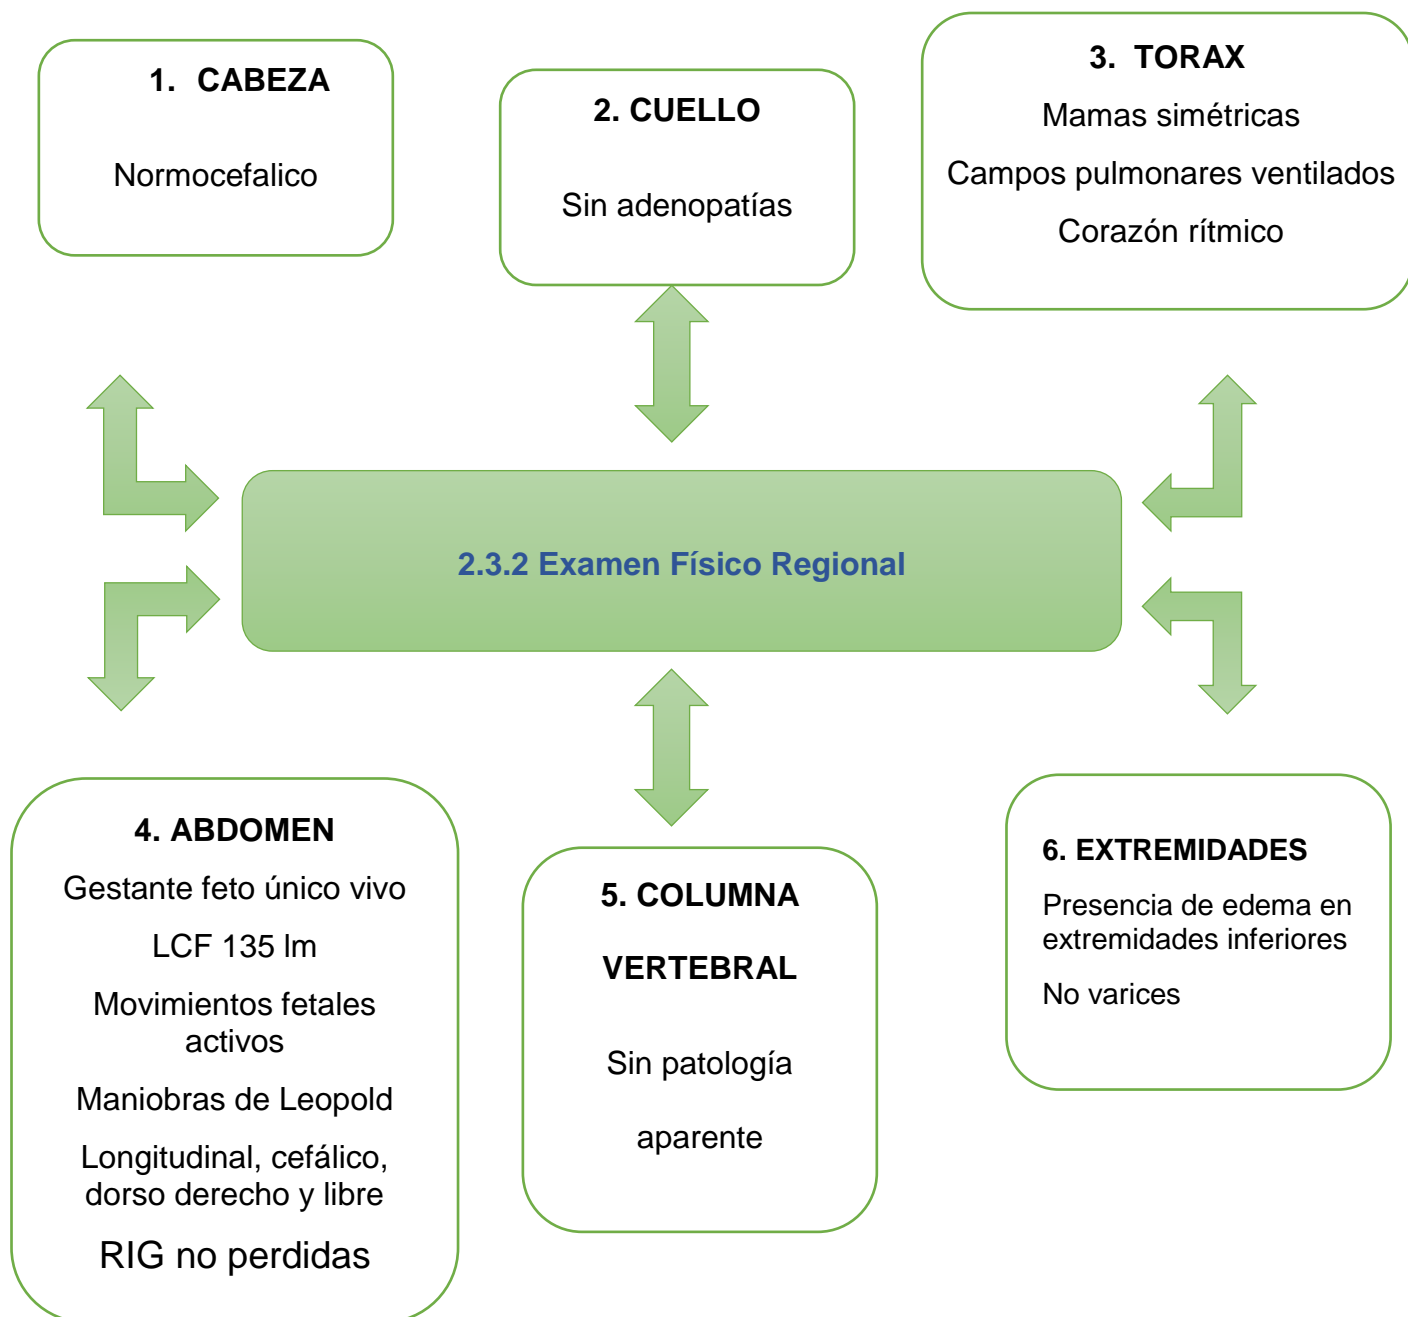 1. CABEZA
Normocefalico
2. CUELLO
Sin adenopatías
3. TORAX
Mamas simétricas
Campos pulmonares ventilados
Corazón rítmico
2.3.2 Examen Físico Regional
4. ABDOMEN
Gestante feto único vivo
LCF 135 lm
Movimientos fetales
activos
Maniobras de Leopold
Longitudinal, cefálico,
dorso derecho y libre
RIG no perdidas
5. COLUMNA
VERTEBRAL
Sin patología
aparente
6. EXTREMIDADES
Presencia de edema en
extremidades inferiores
No varices